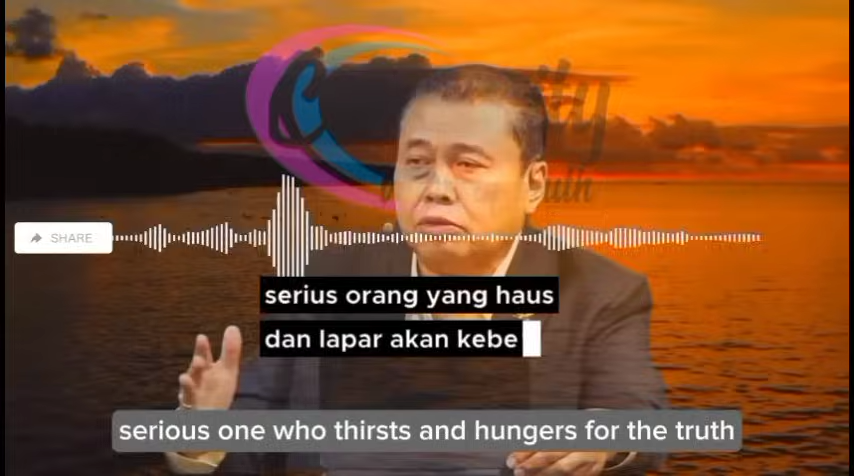 SHARE
serius orang yang haus
dan lapar akan kebe
serious one who thirsts and hungers for the truth